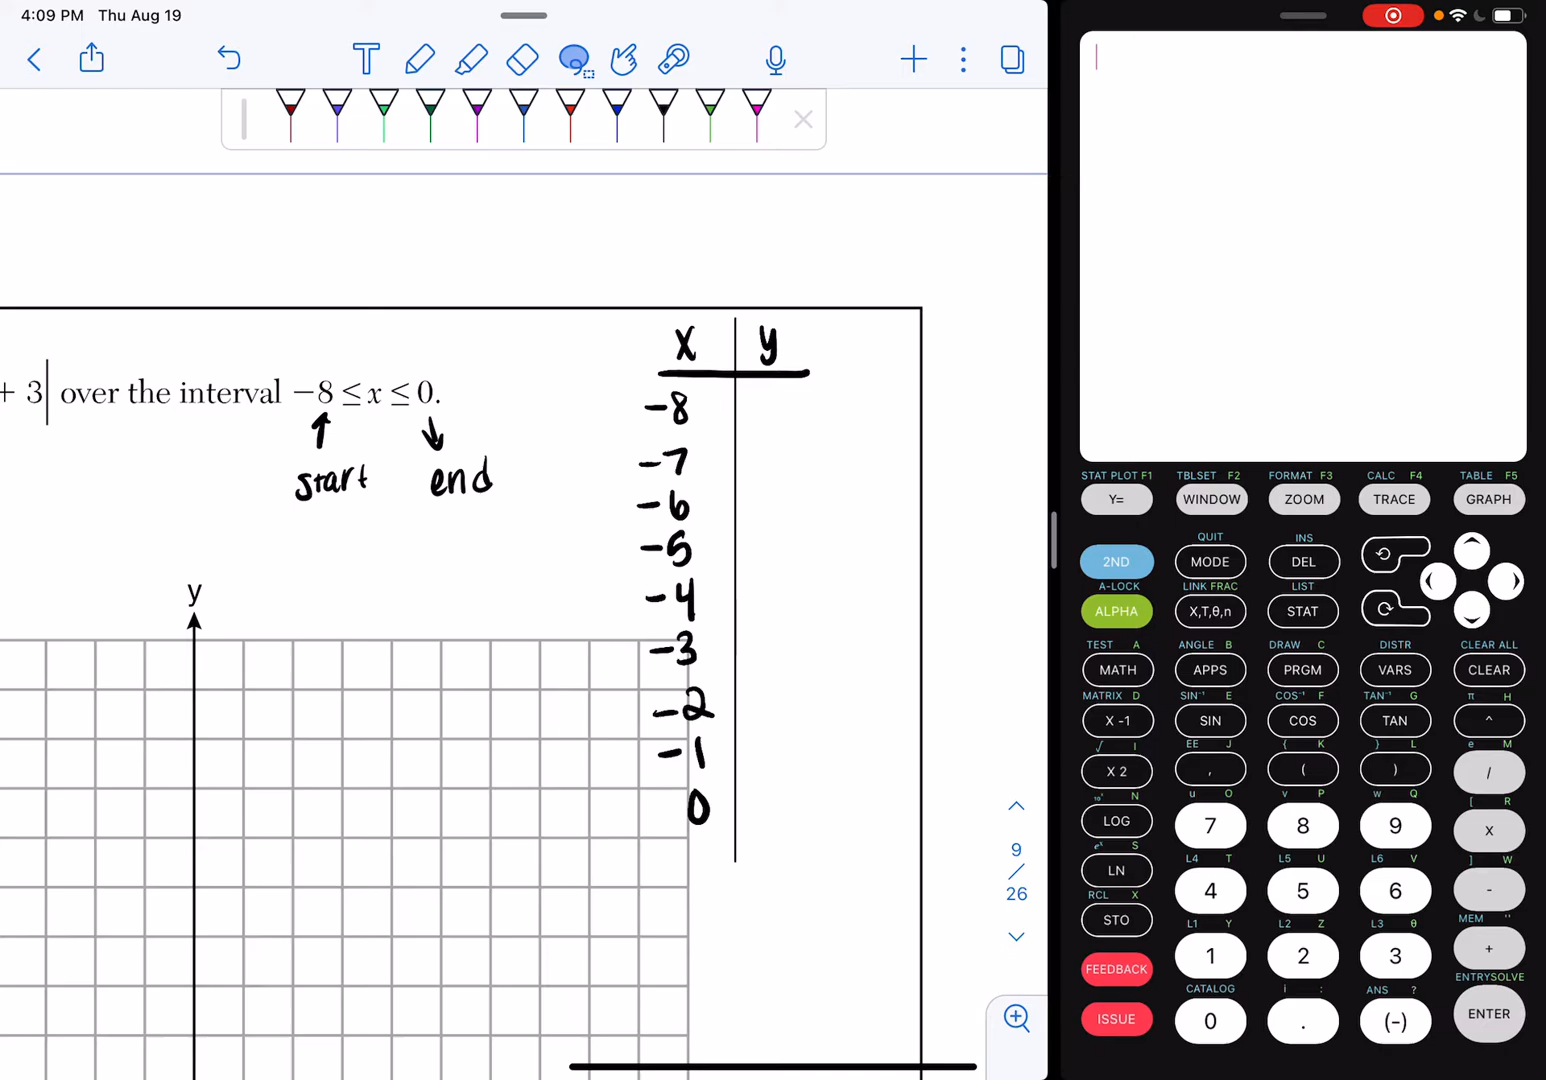 4:09 PM Thu Aug 19
T
x y
+ 3| over the interval −8 ≤ x ≤ 0.
start end
-8
-7
-6
-5
-4
-3
-2
-1
0
y
9
/
26
STAT PLOT F1 TBLSET F2 FORMAT F3 CALC F4 TABLE F5
Y= WINDOW ZOOM TRACE GRAPH
QUIT INS
2ND MODE DEL
A-LOCK LINK FRAC LIST
ALPHA X,T,θ,n STAT
TEST A ANGLE B DRAW C DISTR CLEAR ALL
MATH APPS PRGM VARS CLEAR
MATRIX D SIN⁻¹ E COS⁻¹ F TAN⁻¹ G π H
X -1 SIN COS TAN ^
√ I EE J { K } L e M
X 2 , ( ) /
10ˣ N u O v P w Q [ R
LOG 7 8 9 x
eˣ S L4 T L5 U L6 V ] W
LN 4 5 6 -
RCL X L1 Y L2 Z L3 θ MEM "
STO 1 2 3 +
FEEDBACK CATALOG i : ANS ? ENTRY SOLVE
ISSUE 0 . (-) ENTER